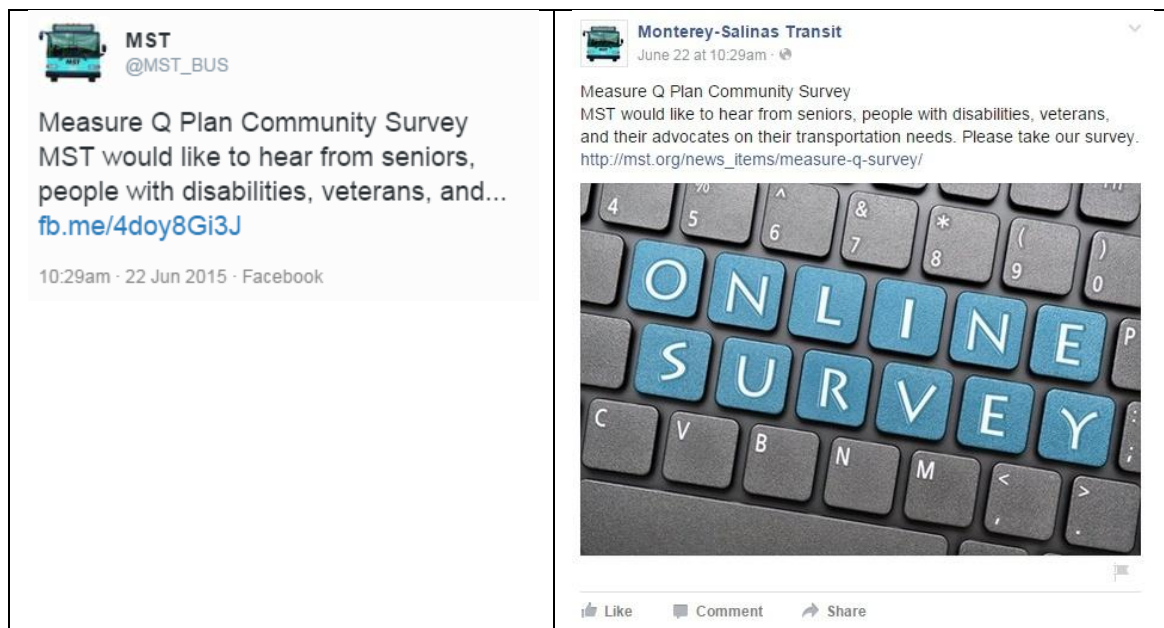 MST
@MST_BUS
Measure Q Plan Community Survey
MST would like to hear from seniors,
people with disabilities, veterans, and...
fb.me/4doy8Gi3J
10:29am · 22 Jun 2015 · Facebook
Monterey-Salinas Transit
June 22 at 10:29am ·
Measure Q Plan Community Survey
MST would like to hear from seniors, people with disabilities, veterans,
and their advocates on their transportation needs. Please take our survey.
http://mst.org/news_items/measure-q-survey/
% ^ & * ( )
4 5 6 7 8 9 0
ONLINE P
SURVEY : ;
C V B N M < , > .
Like Comment Share